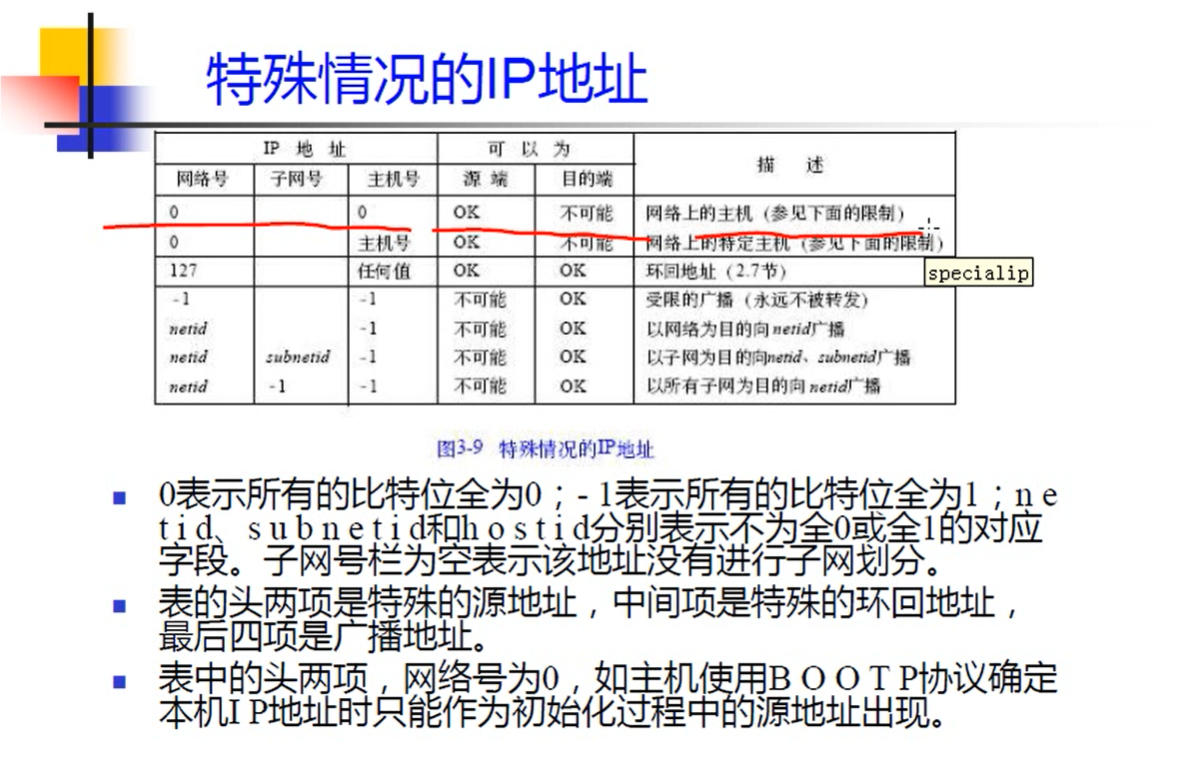 特殊情况的IP地址
IP 地 址 可 以 为 描 述
网络号 子网号 主机号 源 端 目的端
0 0 OK 不可能 网络上的主机（参见下面的限制）
0 主机号 OK 不可能 网络上的特定主机（参见下面的限制）
127 任何值 OK OK 环回地址（2.7节）
specialip
-1 -1 不可能 OK 受限的广播（永远不被转发）
netid -1 不可能 OK 以网络为目的向netid广播
netid subnetid -1 不可能 OK 以子网为目的向netid、subnetid广播
netid -1 -1 不可能 OK 以所有子网为目的向netid广播
图3-9 特殊情况的IP地址
0表示所有的比特位全为0；- 1表示所有的比特位全为1；n e
t i d、s u b n e t i d和h o s t i d分别表示不为全0或全1的对应
字段。子网号栏为空表示该地址没有进行子网划分。
表的头两项是特殊的源地址，中间项是特殊的环回地址，
最后四项是广播地址。
表中的头两项，网络号为0，如主机使用B O O T P协议确定
本机I P地址时只能作为初始化过程中的源地址出现。